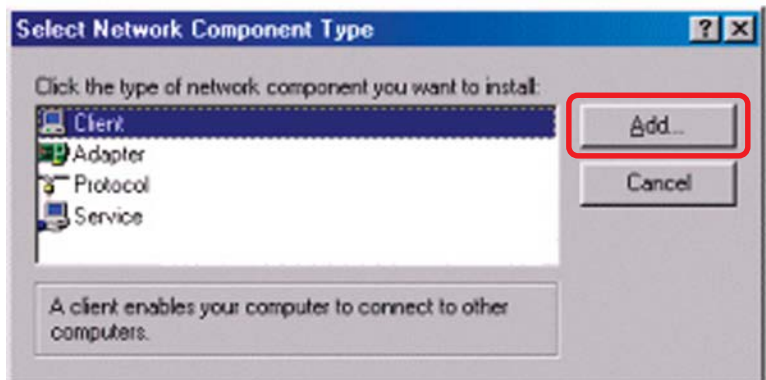 Select Network Component Type
? ×
Click the type of network component you want to install:
Client
Add...
Adapter
Protocol
Cancel
Service
A client enables your computer to connect to other
computers.